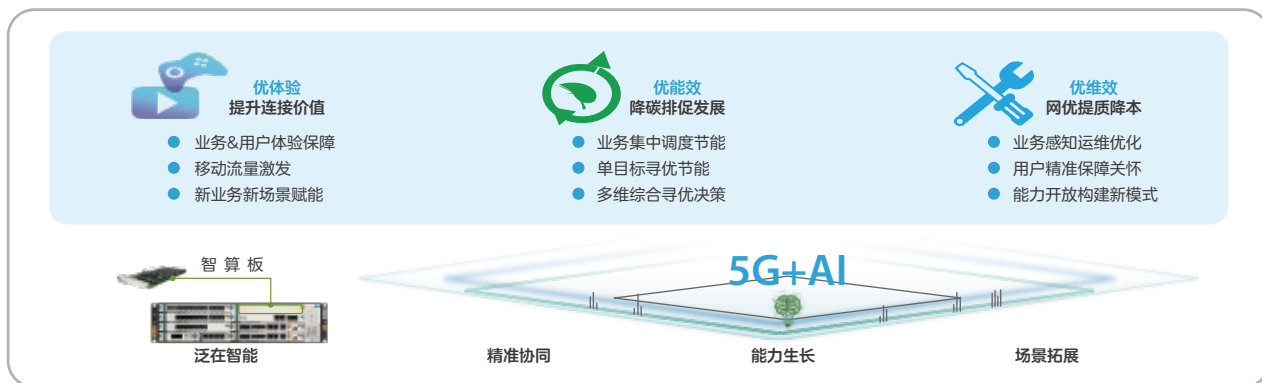 优体验
提升连接价值
业务&用户体验保障
移动流量激发
新业务新场景赋能
优能效
降碳排促发展
业务集中调度节能
单目标寻优节能
多维综合寻优决策
优维效
网优提质降本
业务感知运维优化
用户精准保障关怀
能力开放构建新模式
智算板
5G+AI
泛在智能
精准协同
能力生长
场景拓展